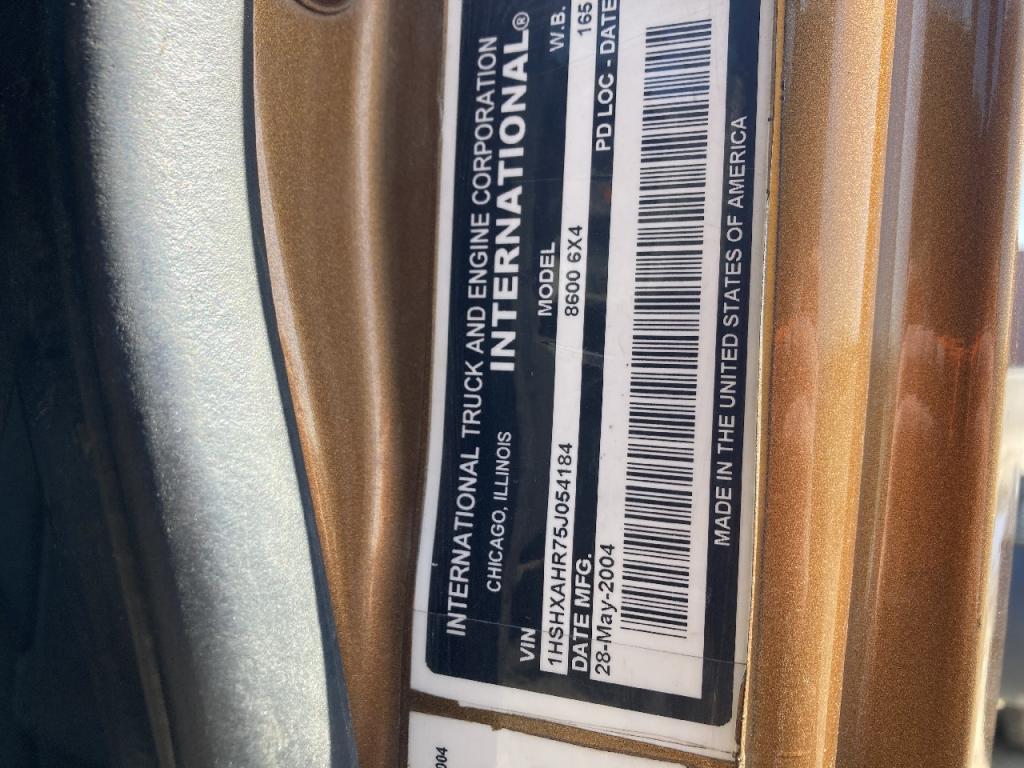 INTERNATIONAL TRUCK AND ENGINE CORPORATION
CHICAGO, ILLINOIS INTERNATIONAL®
VIN MODEL W.B.
1HSHXAHR75J054184 8600 6X4 165
DATE MFG. PD LOC - DATE
28-May-2004
MADE IN THE UNITED STATES OF AMERICA
004